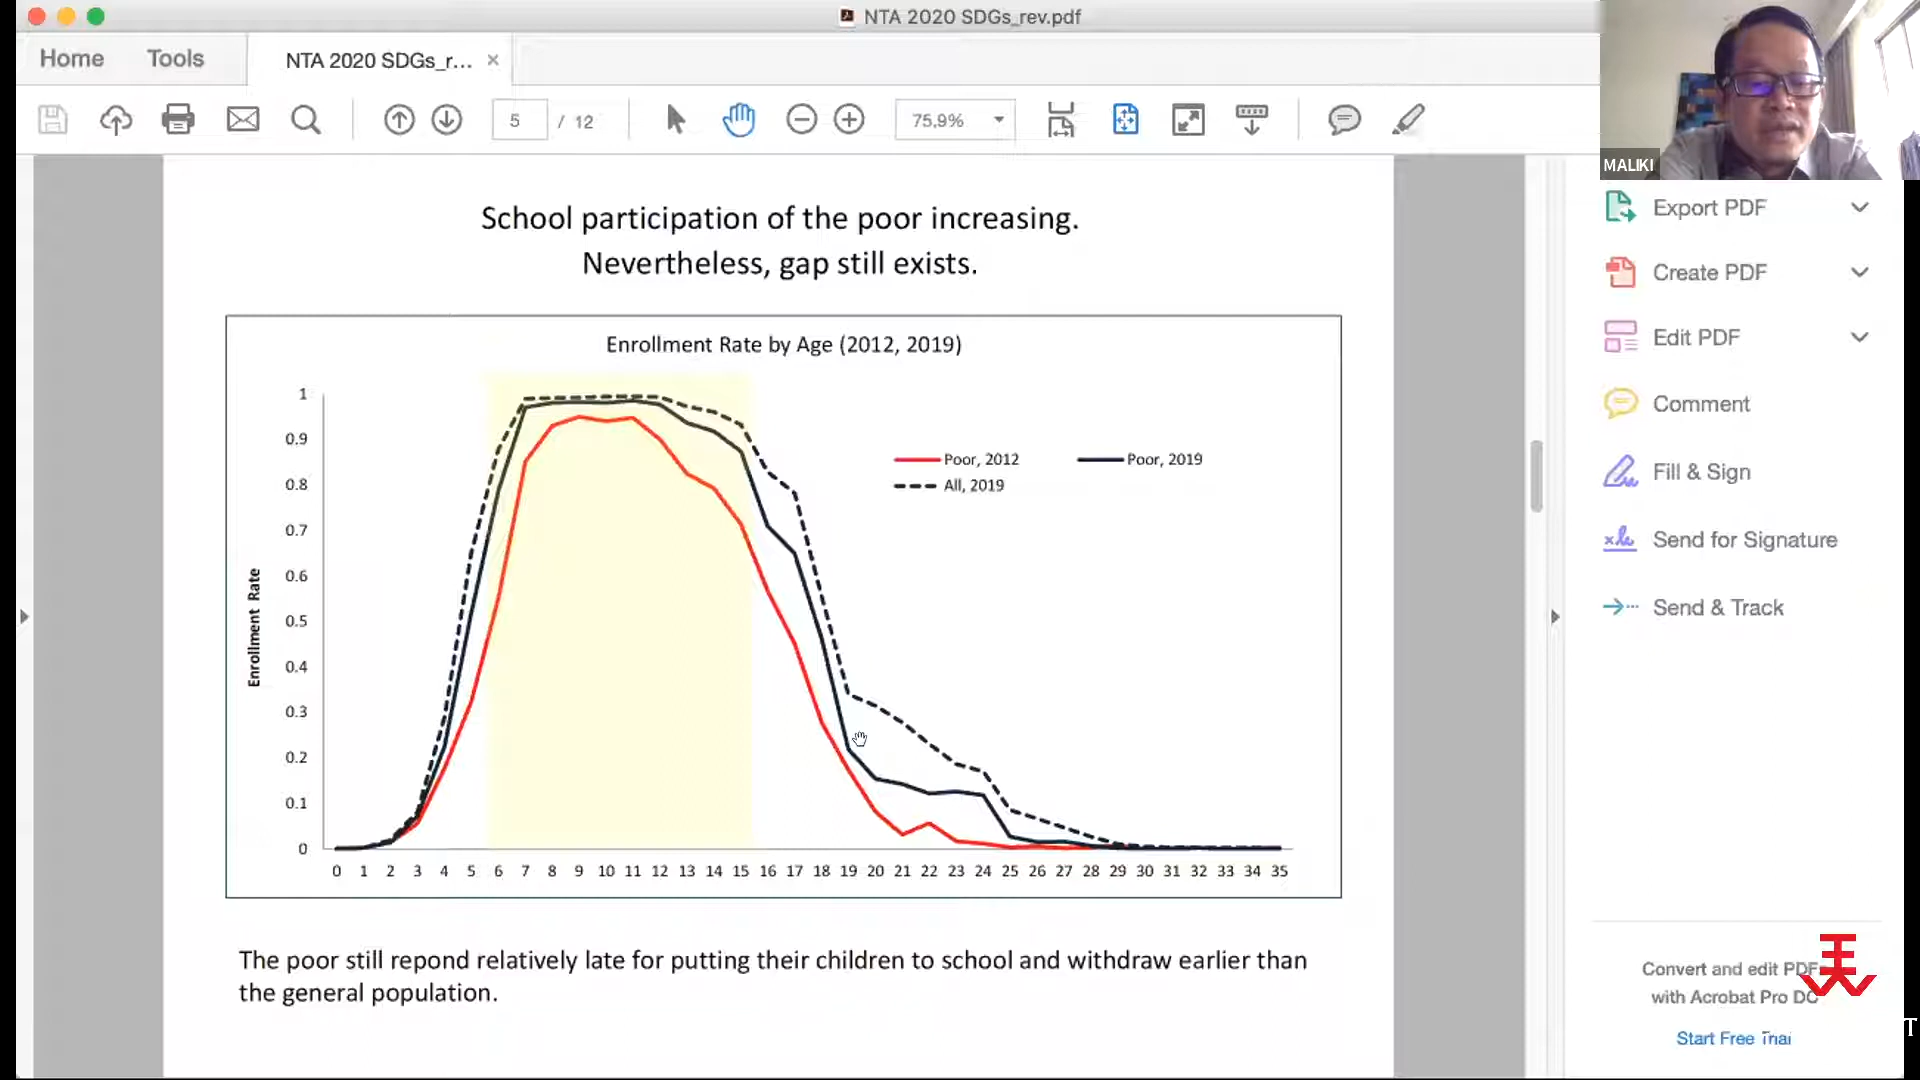 NTA 2020 SDGs_rev.pdf
Home Tools NTA 2020 SDGs_r...
5 / 12 75,9%
MALIKI
School participation of the poor increasing.
Nevertheless, gap still exists.
Enrollment Rate by Age (2012, 2019)
Poor, 2012 Poor, 2019
All, 2019
Enrollment Rate
1
0.9
0.8
0.7
0.6
0.5
0.4
0.3
0.2
0.1
0
0 1 2 3 4 5 6 7 8 9 10 11 12 13 14 15 16 17 18 19 20 21 22 23 24 25 26 27 28 29 30 31 32 33 34 35
The poor still repond relatively late for putting their children to school and withdraw earlier than
the general population.
Export PDF
Create PDF
Edit PDF
Comment
Fill & Sign
Send for Signature
Send & Track
Convert and edit PDFs
with Acrobat Pro DC
Start Free Trial
T